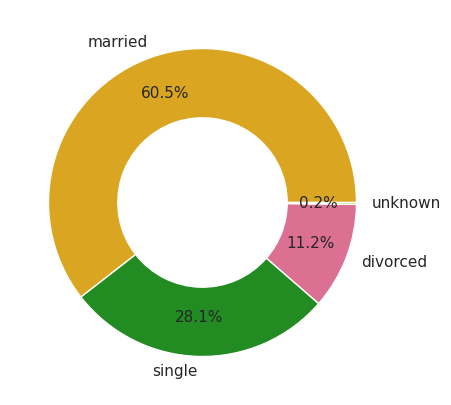 married
60.5%
0.2%
unknown
11.2%
divorced
28.1%
single